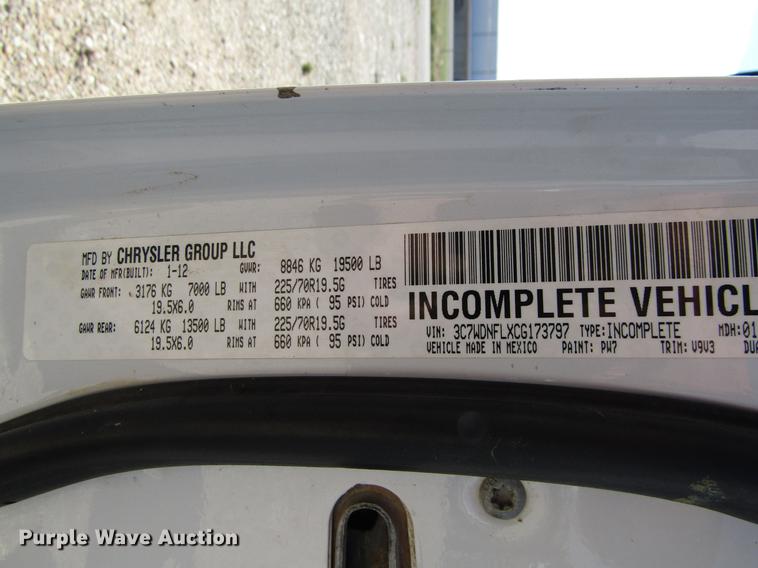 MFD BY CHRYSLER GROUP LLC
DATE OF MFR(BUILT): 1-12 GVWR: 8846 KG 19500 LB
GAWR FRONT: 3176 KG 7000 LB WITH 225/70R19.5G TIRES
19.5X6.0 RIMS AT 660 KPA ( 95 PSI) COLD
GAWR REAR: 6124 KG 13500 LB WITH 225/70R19.5G TIRES
19.5X6.0 RIMS AT 660 KPA ( 95 PSI) COLD
INCOMPLETE VEHICL
VIN: 3C7WDNFLXCG173797 TYPE: INCOMPLETE MDH: 01
VEHICLE MADE IN MEXICO PAINT: PW7 TRIM: V9V3 DUA
Purple Wave Auction